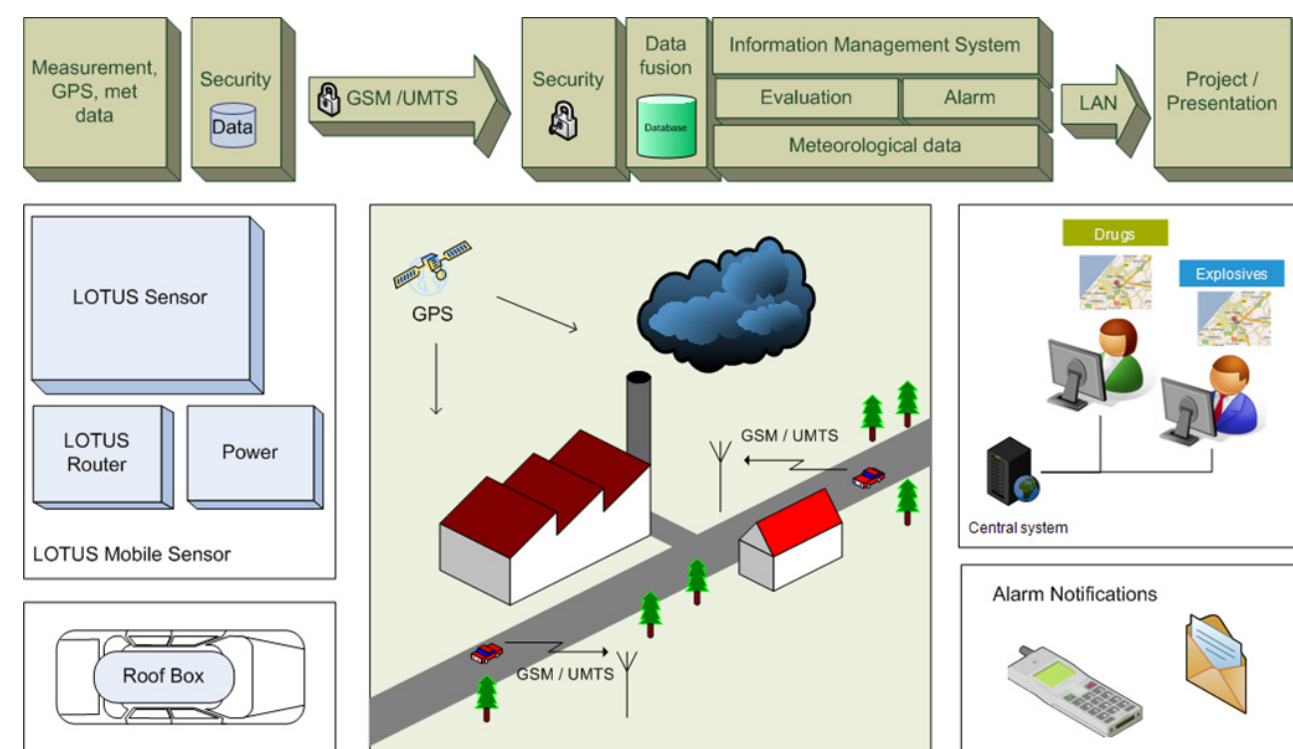 Measurement,
GPS, met
data
Security
Data
GSM /UMTS
Security
Data
fusion
Database
Information Management System
Evaluation
Alarm
Meteorological data
LAN
Project /
Presentation
LOTUS Sensor
LOTUS
Router
Power
LOTUS Mobile Sensor
Roof Box
GPS
GSM / UMTS
GSM / UMTS
Drugs
Explosives
Central system
Alarm Notifications